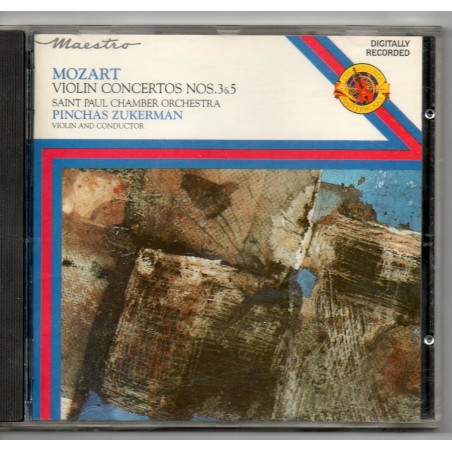 Maestro
DIGITALLY
RECORDED
MOZART
VIOLIN CONCERTOS NOS.3&5
SAINT PAUL CHAMBER ORCHESTRA
PINCHAS ZUKERMAN
VIOLIN AND CONDUCTOR